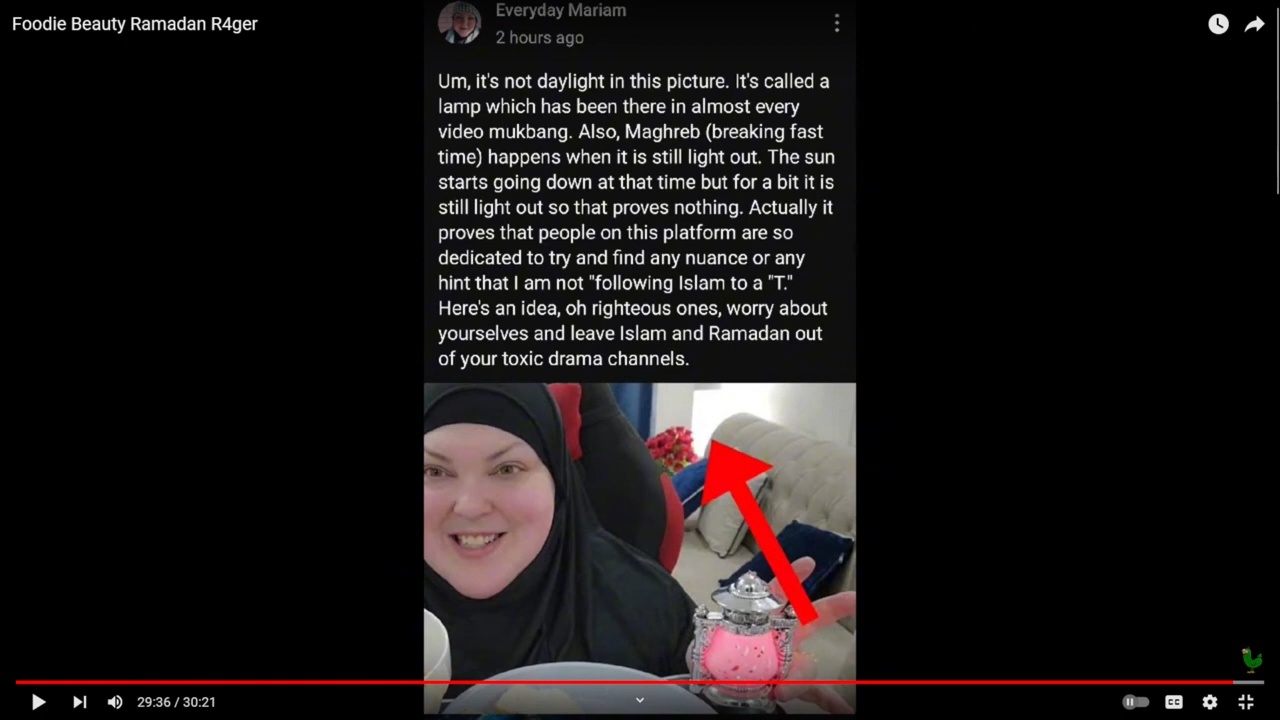 Foodie Beauty Ramadan R4ger
Everyday Mariam
2 hours ago
Um, it's not daylight in this picture. It's called a
lamp which has been there in almost every
video mukbang. Also, Maghreb (breaking fast
time) happens when it is still light out. The sun
starts going down at that time but for a bit it is
still light out so that proves nothing. Actually it
proves that people on this platform are so
dedicated to try and find any nuance or any
hint that I am not "following Islam to a "T."
Here's an idea, oh righteous ones, worry about
yourselves and leave Islam and Ramadan out
of your toxic drama channels.
29:36 / 30:21
CC